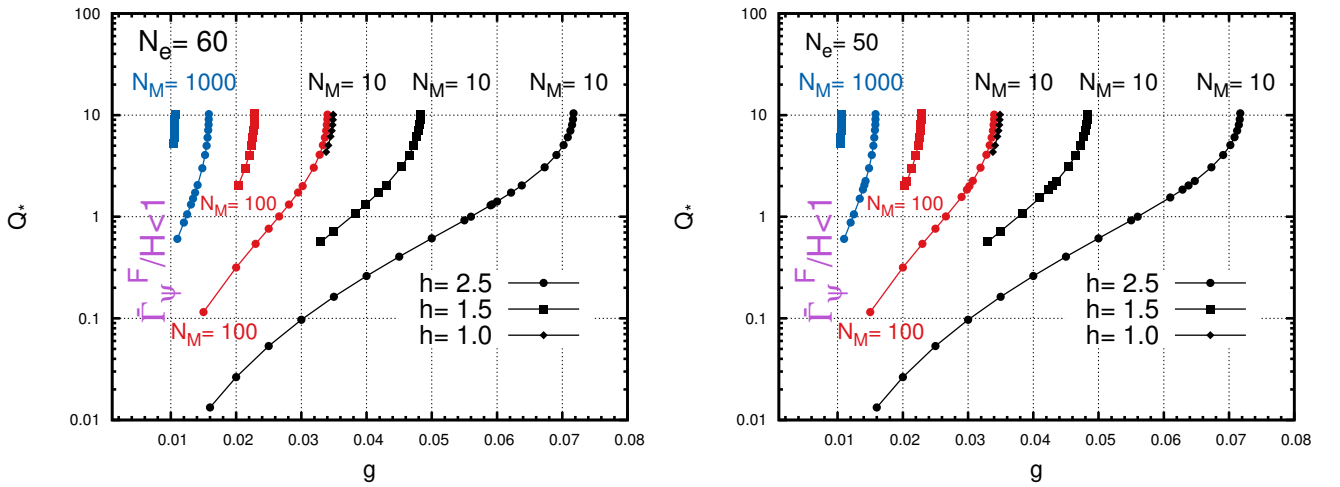 100
10
1
0.1
0.01
Q*
N_e= 60
N_M= 1000
N_M= 10
N_M= 10
N_M= 10
N_M= 100
N_M= 100
Γ̄_ψ^F/H<1
h= 2.5
h= 1.5
h= 1.0
0.01 0.02 0.03 0.04 0.05 0.06 0.07 0.08
g
100
10
1
0.1
0.01
Q*
N_e= 50
N_M= 1000
N_M= 10
N_M= 10
N_M= 10
N_M= 100
N_M= 100
Γ̄_ψ^F/H<1
h= 2.5
h= 1.5
h= 1.0
0.01 0.02 0.03 0.04 0.05 0.06 0.07 0.08
g